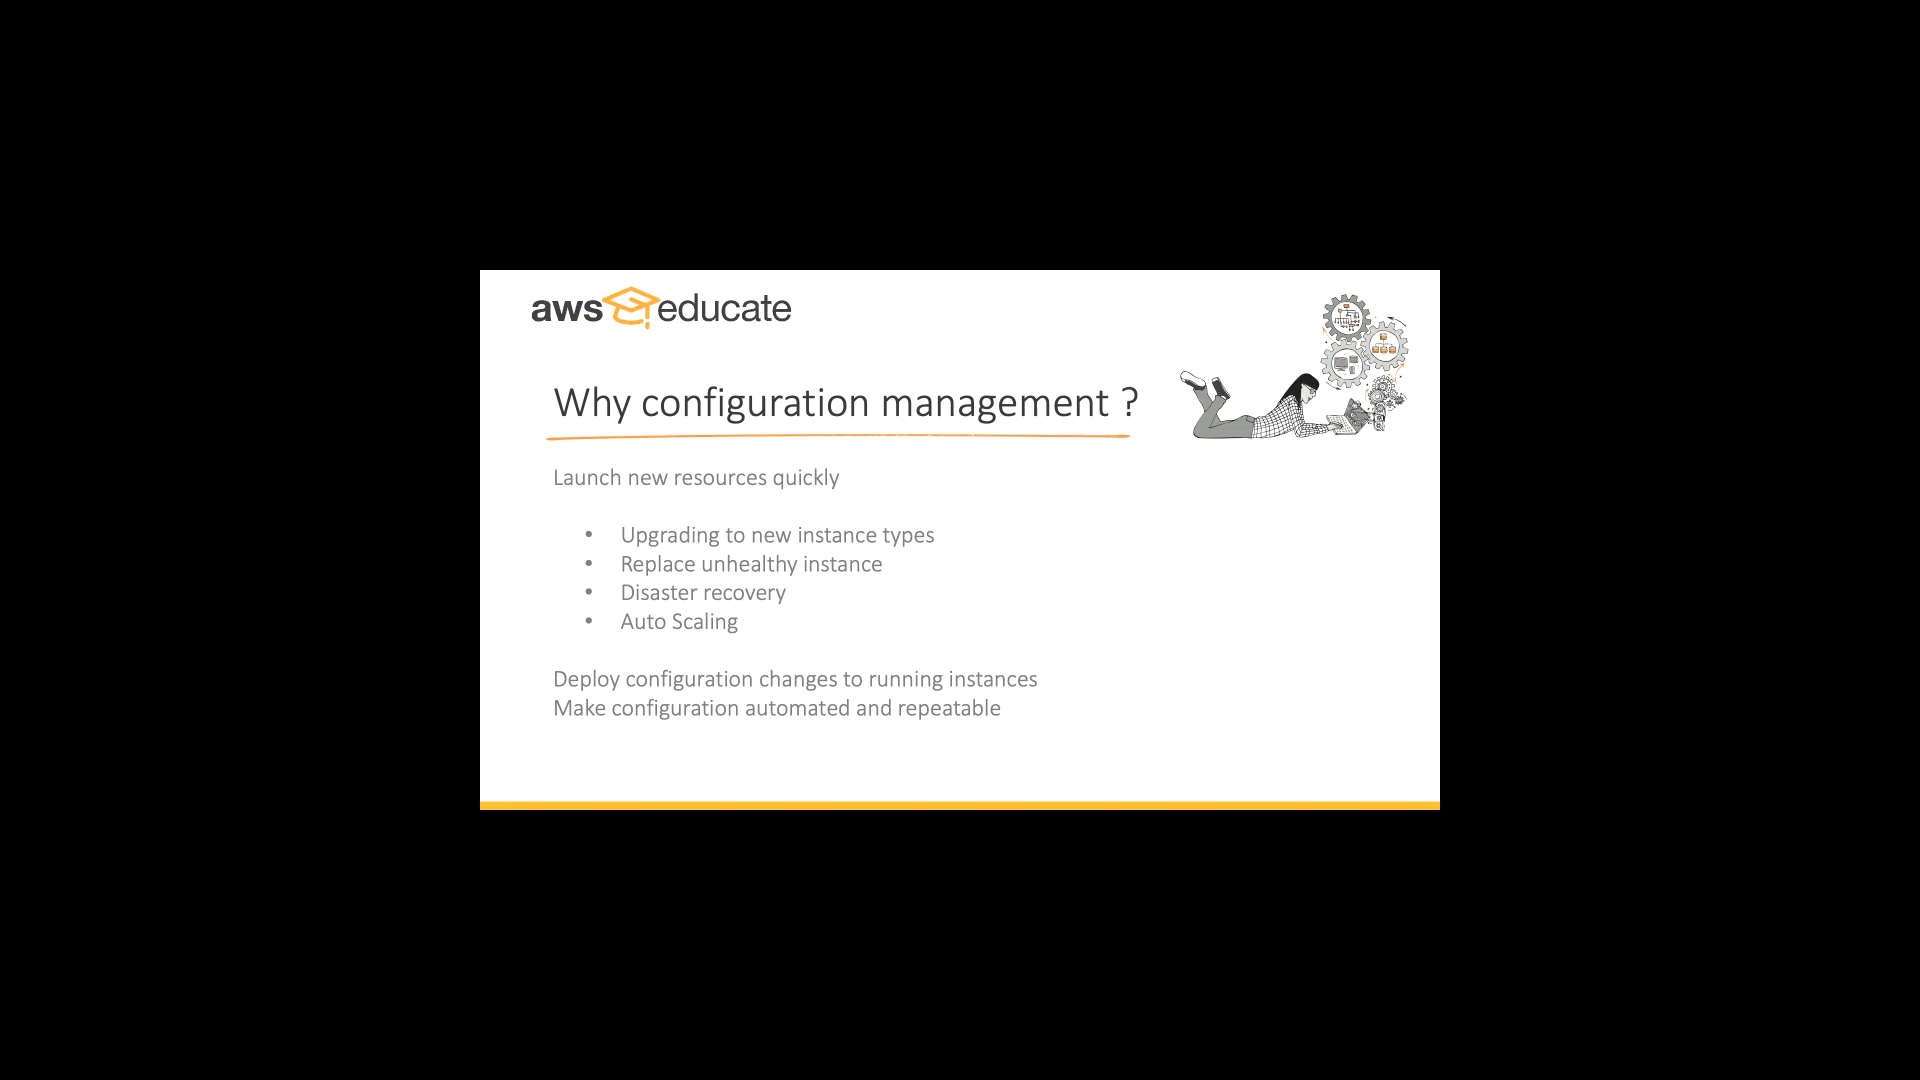 aws educate
Why configuration management ?
Launch new resources quickly
• Upgrading to new instance types
• Replace unhealthy instance
• Disaster recovery
• Auto Scaling
Deploy configuration changes to running instances
Make configuration automated and repeatable